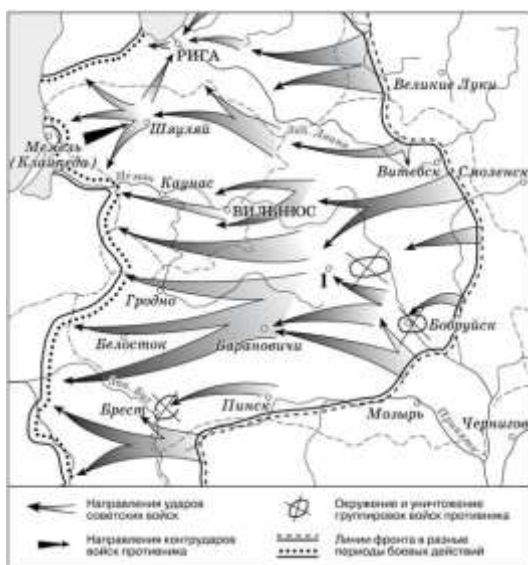 РИГА
Великие Луки
Шяуляй
Зап. Двина
Мемель
(Клайпеда)
Витебск
Смоленск
Неман
Каунас
ВИЛЬНЮС
I
Гродно
Бобруйск
Белосток
Барановичи
Зап. Буг
Брест
Пинск
Мозырь
Припять
Чернигов
Направления ударов
советских войск
Направления контрударов
войск противника
Окружение и уничтожение
группировок войск противника
Линии фронта в разные
периоды боевых действий